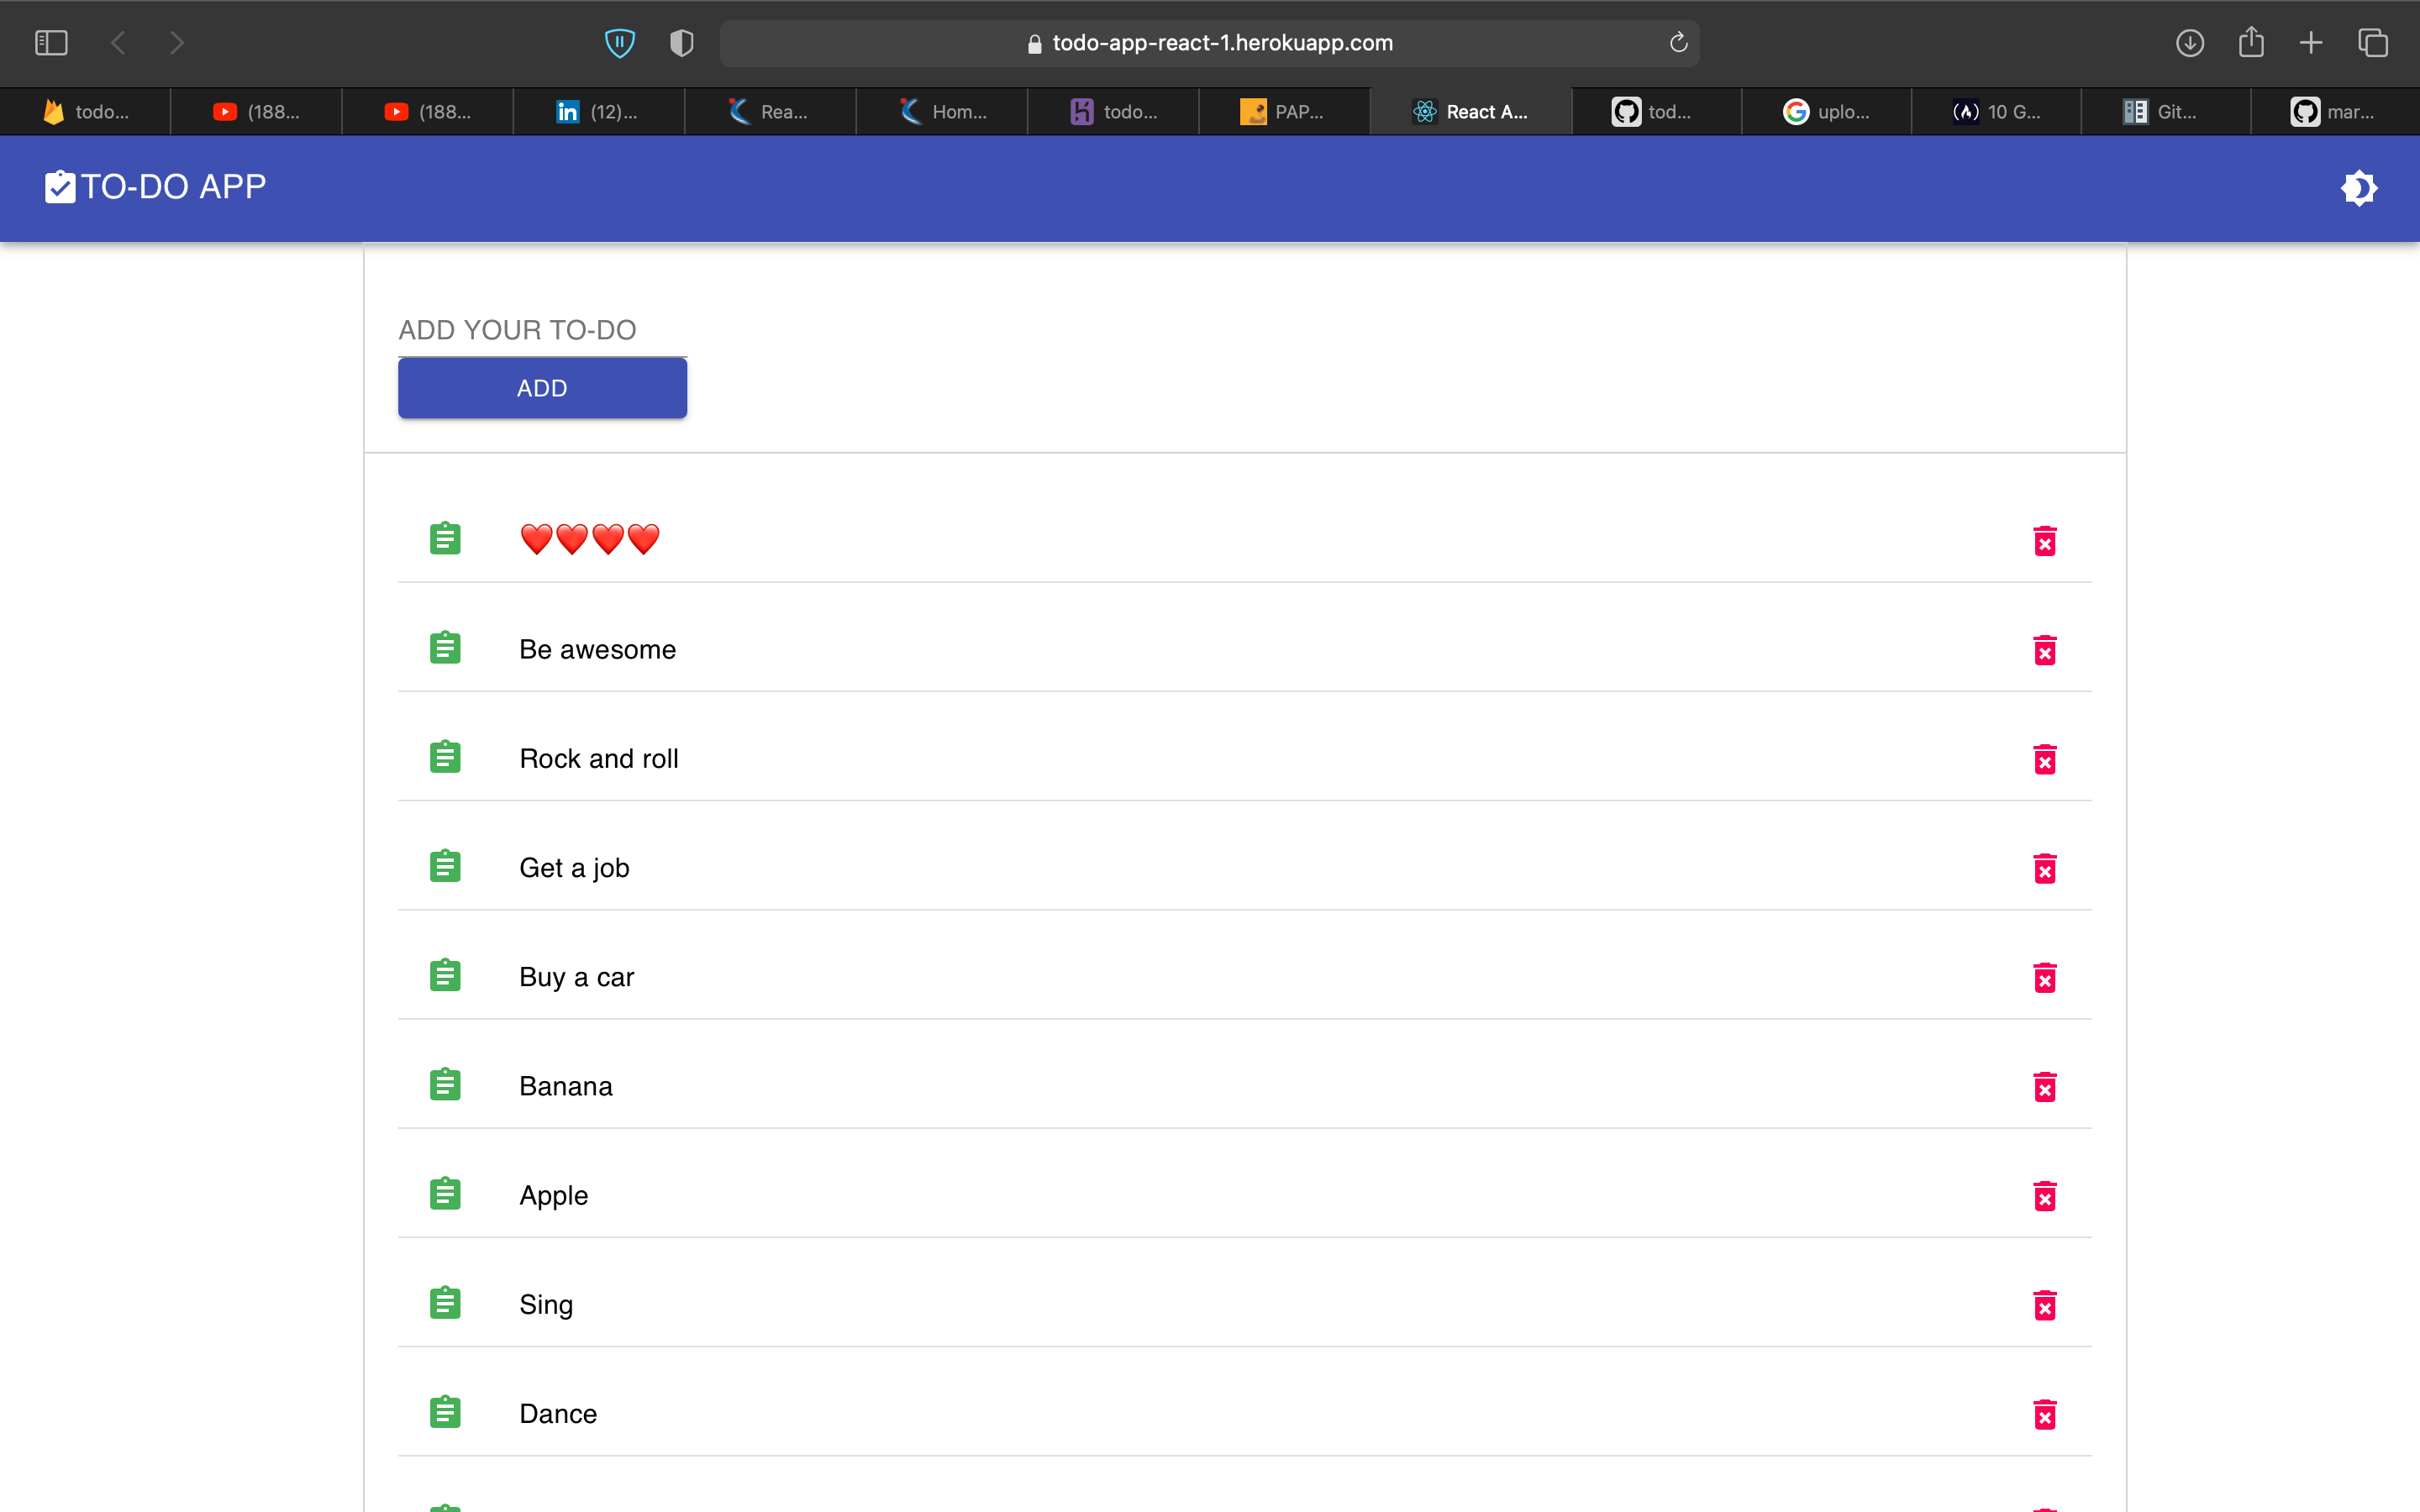 todo-app-react-1.herokuapp.com
todo... (188... (188... in (12)... Rea... Hom... todo... PAP... React A... tod... uplo... 10 G... Git... mar...
TO-DO APP
ADD YOUR TO-DO
ADD
❤️❤️❤️❤️
Be awesome
Rock and roll
Get a job
Buy a car
Banana
Apple
Sing
Dance